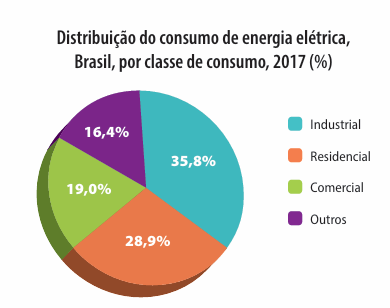 Distribuição do consumo de energia elétrica,
Brasil, por classe de consumo, 2017 (%)
16,4%
35,8%
19,0%
28,9%
Industrial
Residencial
Comercial
Outros